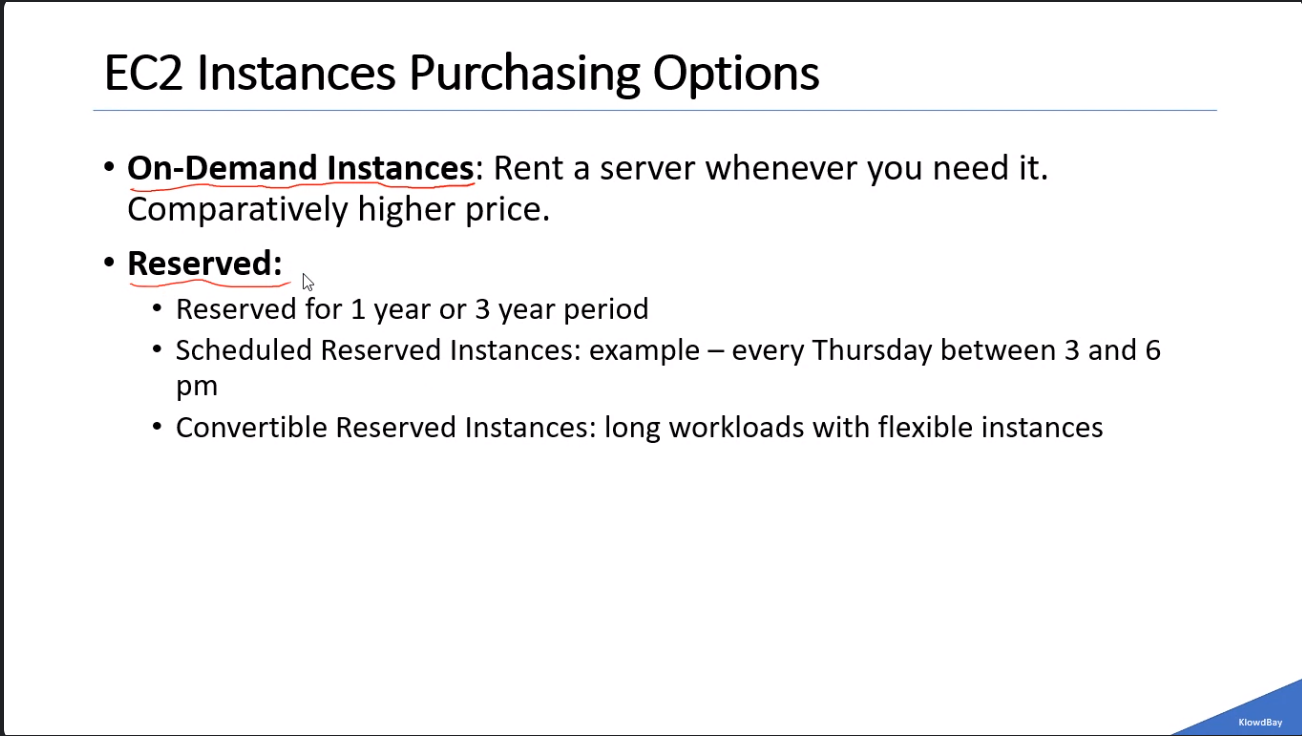 EC2 Instances Purchasing Options
• On-Demand Instances: Rent a server whenever you need it.
Comparatively higher price.
• Reserved:
• Reserved for 1 year or 3 year period
• Scheduled Reserved Instances: example – every Thursday between 3 and 6
pm
• Convertible Reserved Instances: long workloads with flexible instances
KlowdBay